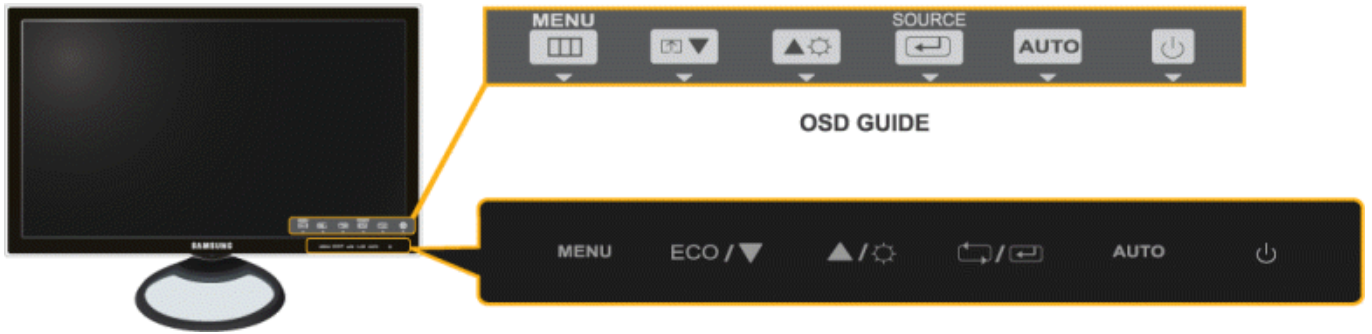 MENU SOURCE
AUTO
OSD GUIDE
SAMSUNG
MENU ECO/▼ ▲/ / AUTO